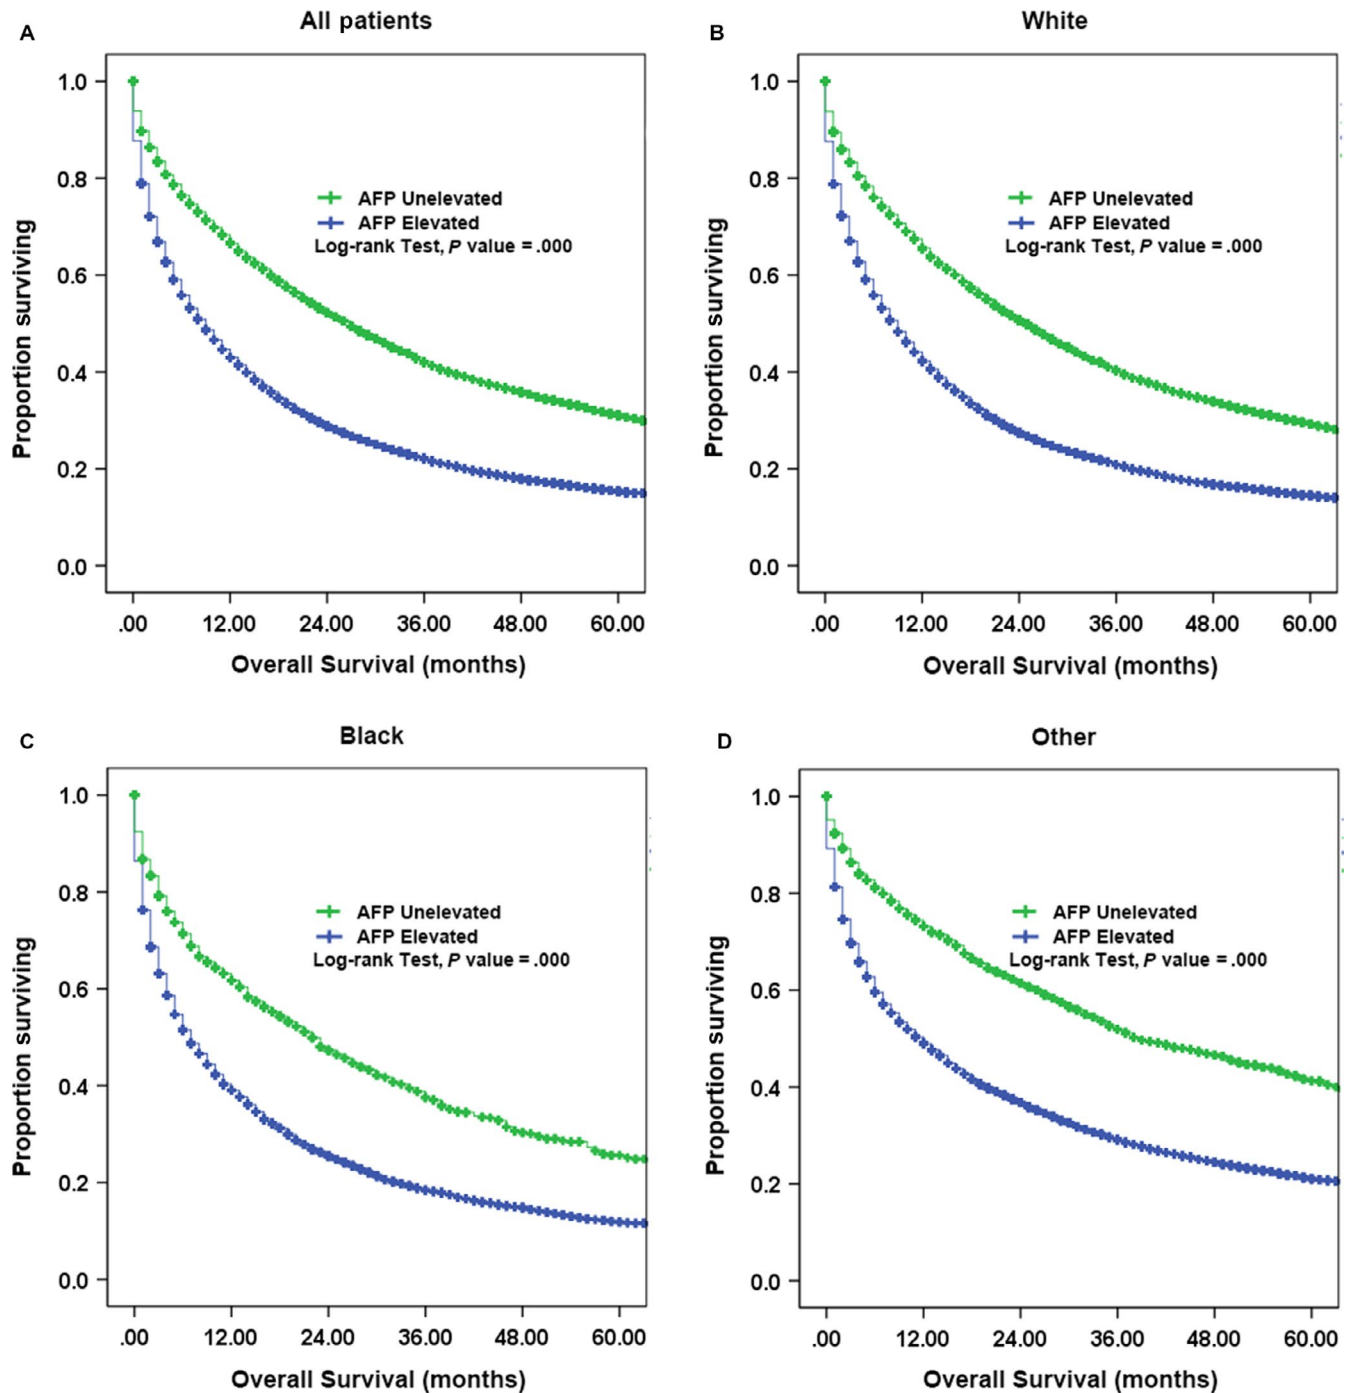 A
All patients
Proportion surviving
1.0
0.8
0.6
0.4
0.2
0.0
AFP Unelevated
AFP Elevated
Log-rank Test, P value = .000
.00 12.00 24.00 36.00 48.00 60.00
Overall Survival (months)
B
White
Proportion surviving
1.0
0.8
0.6
0.4
0.2
0.0
AFP Unelevated
AFP Elevated
Log-rank Test, P value = .000
.00 12.00 24.00 36.00 48.00 60.00
Overall Survival (months)
C
Black
Proportion surviving
1.0
0.8
0.6
0.4
0.2
0.0
AFP Unelevated
AFP Elevated
Log-rank Test, P value = .000
.00 12.00 24.00 36.00 48.00 60.00
Overall Survival (months)
D
Other
Proportion surviving
1.0
0.8
0.6
0.4
0.2
0.0
AFP Unelevated
AFP Elevated
Log-rank Test, P value = .000
.00 12.00 24.00 36.00 48.00 60.00
Overall Survival (months)